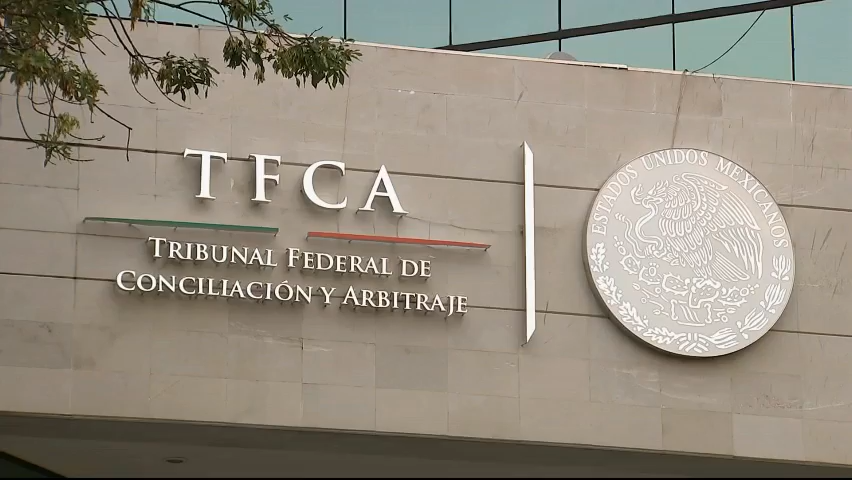 TFCA
TRIBUNAL FEDERAL DE
CONCILIACIÓN Y ARBITRAJE
ESTADOS UNIDOS MEXICANOS